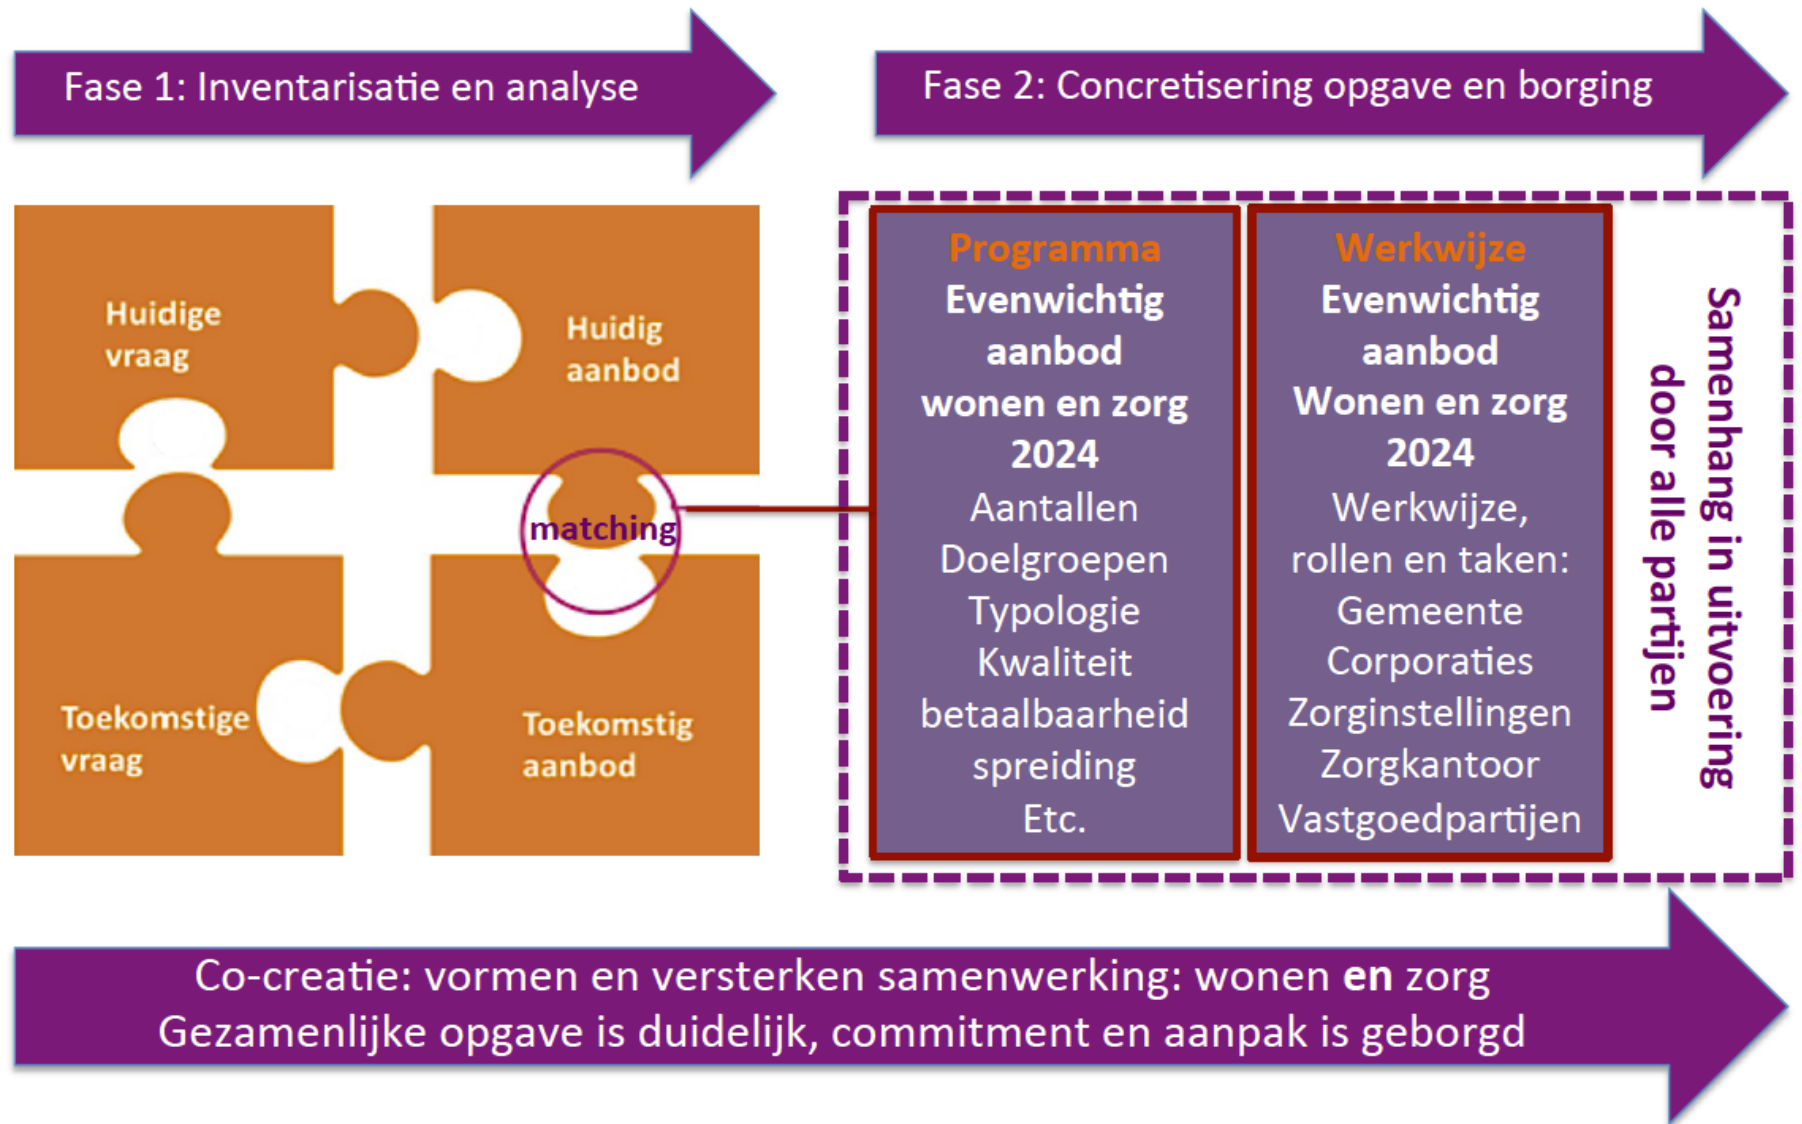 Fase 1: Inventarisatie en analyse
Fase 2: Concretisering opgave en borging
Huidige
vraag
Huidig
aanbod
matching
Toekomstige
vraag
Toekomstig
aanbod
Programma
Evenwichtig
aanbod
wonen en zorg
2024
Aantallen
Doelgroepen
Typologie
Kwaliteit
betaalbaarheid
spreiding
Etc.
Werkwijze
Evenwichtig
aanbod
Wonen en zorg
2024
Werkwijze,
rollen en taken:
Gemeente
Corporaties
Zorginstellingen
Zorgkantoor
Vastgoedpartijen
Samenhang in uitvoering
door alle partijen
Co-creatie: vormen en versterken samenwerking: wonen en zorg
Gezamenlijke opgave is duidelijk, commitment en aanpak is geborgd